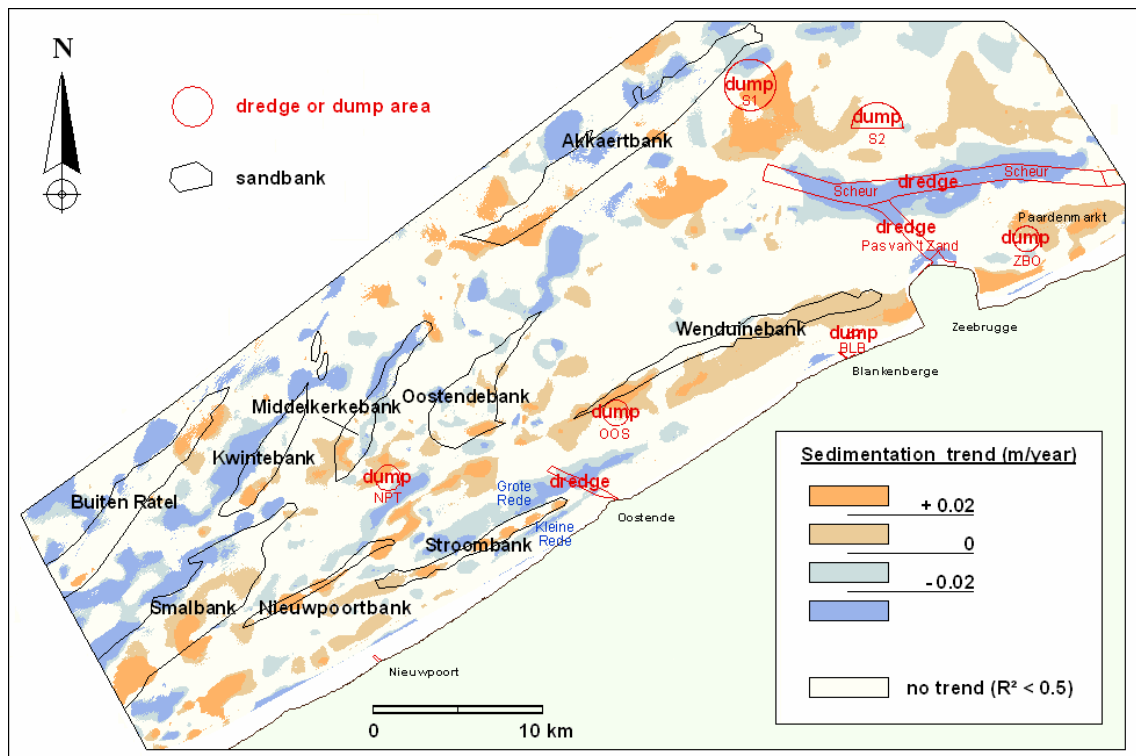 N
dredge or dump area
sandbank
dump
S1
dump
S2
Akkaertbank
Scheur
dredge
Scheur
dredge
Pas van 't Zand
Paardenmarkt
dump
ZBO
Zeebrugge
Wenduinebank
dump
BLB
Blankenberge
Oostendebank
Middelkerkebank
dump
OOS
Kwintebank
dump
NPT
Buiten Ratel
Grote
Rede
dredge
Oostende
Kleine
Rede
Stroombank
Smalbank
Nieuwpoortbank
Nieuwpoort
0
10 km
Sedimentation trend (m/year)
+ 0.02
0
- 0.02
no trend (R² < 0.5)